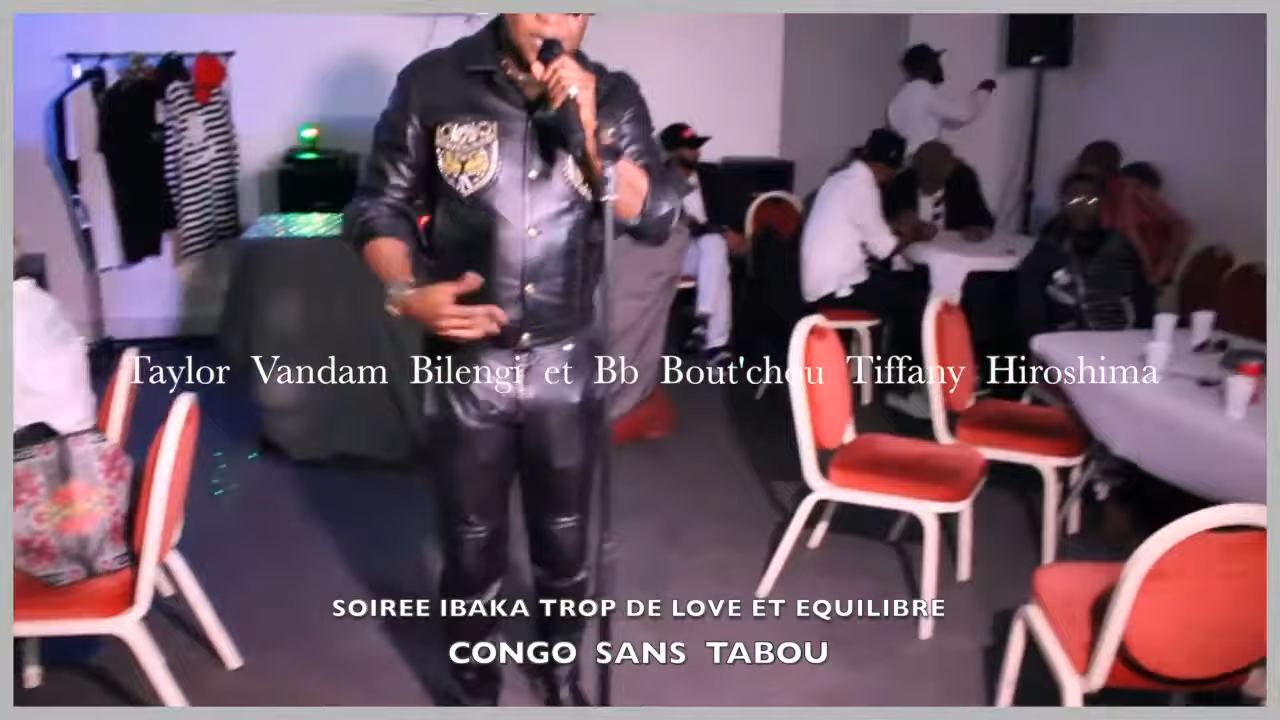 Taylor Vandam Bilengi et Bb Bout'chou Tiffany Hiroshima
SOIREE IBAKA TROP DE LOVE ET EQUILIBRE
CONGO SANS TABOU